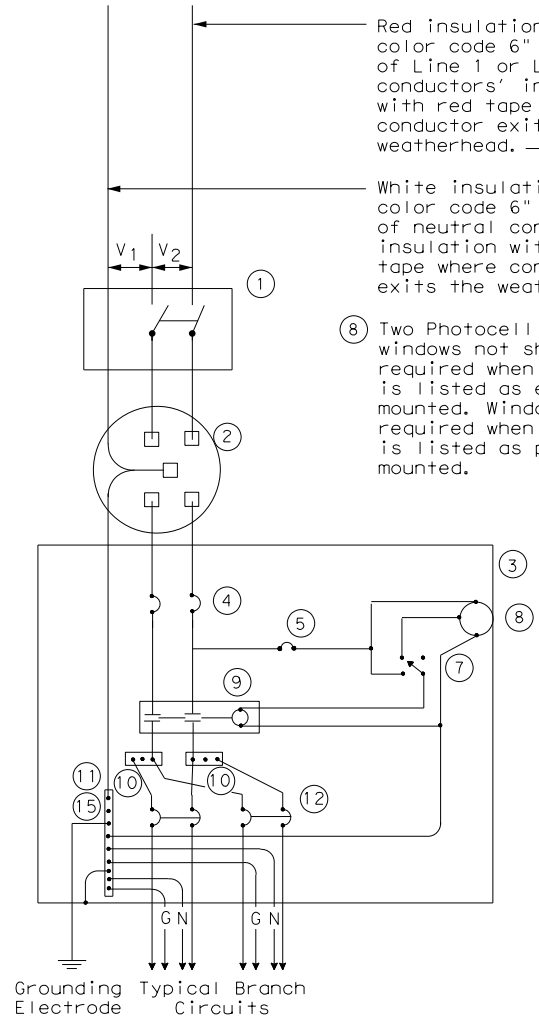 Red insulation
color code 6"
of Line 1 or L
conductors' in
with red tape
conductor exit
weatherhead.
White insulati
color code 6"
of neutral con
insulation wit
tape where con
exits the weat
V1 V2
1
8 Two Photocell
windows not sh
required when
is listed as e
mounted. Windo
required when
is listed as p
mounted.
2
3
4
5
8
7
9
11
10
10
12
15
G N G N
Grounding Typical Branch
Electrode Circuits